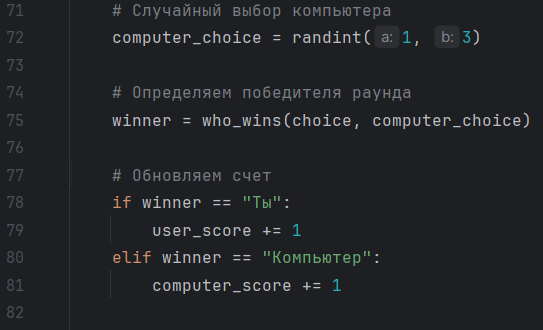 71 # Случайный выбор компьютера
72 computer_choice = randint( a: 1, b: 3)
73
74 # Определяем победителя раунда
75 winner = who_wins(choice, computer_choice)
76
77 # Обновляем счет
78 if winner == "Ты":
79 user_score += 1
80 elif winner == "Компьютер":
81 computer_score += 1
82